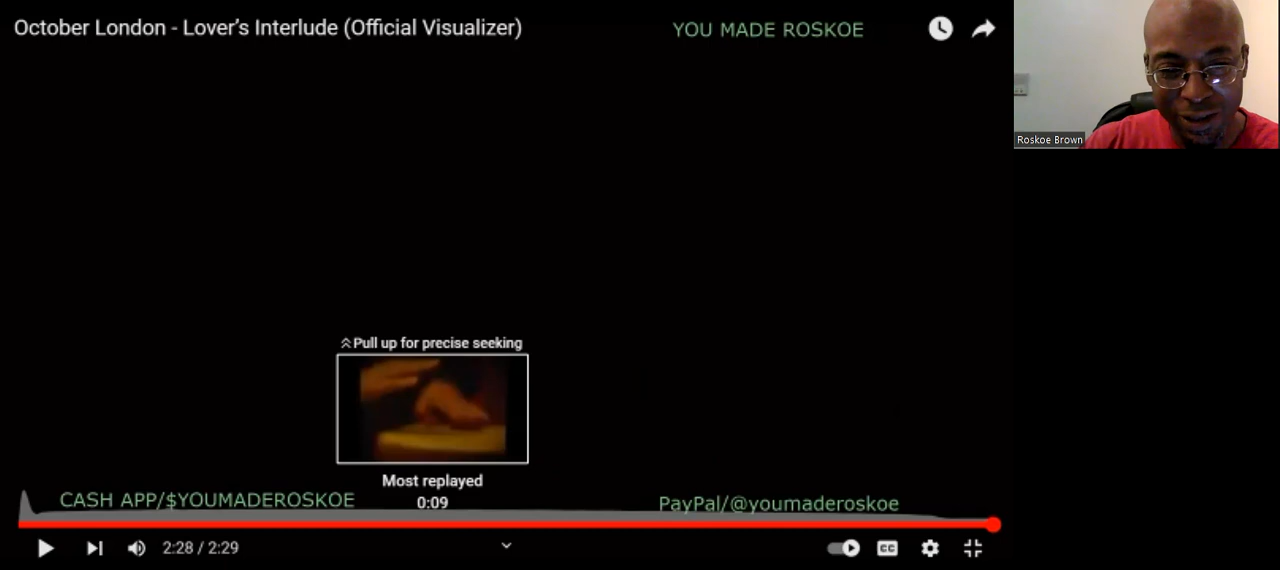 October London - Lover’s Interlude (Official Visualizer)
YOU MADE ROSKOE
Roskoe Brown
Pull up for precise seeking
Most replayed
0:09
CASH APP/$YOUMADEROSKOE
PayPal/@youmaderoskoe
2:28 / 2:29
CC